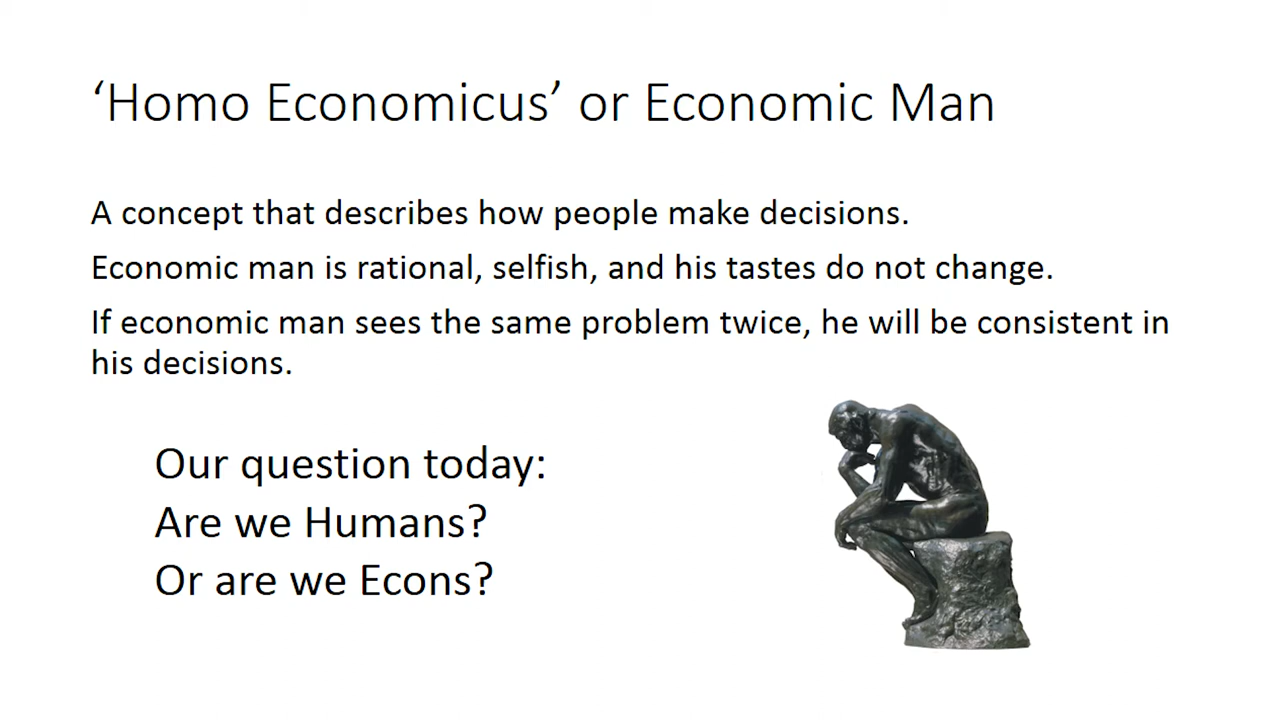 ‘Homo Economicus’ or Economic Man
A concept that describes how people make decisions.
Economic man is rational, selfish, and his tastes do not change.
If economic man sees the same problem twice, he will be consistent in
his decisions.
Our question today:
Are we Humans?
Or are we Econs?